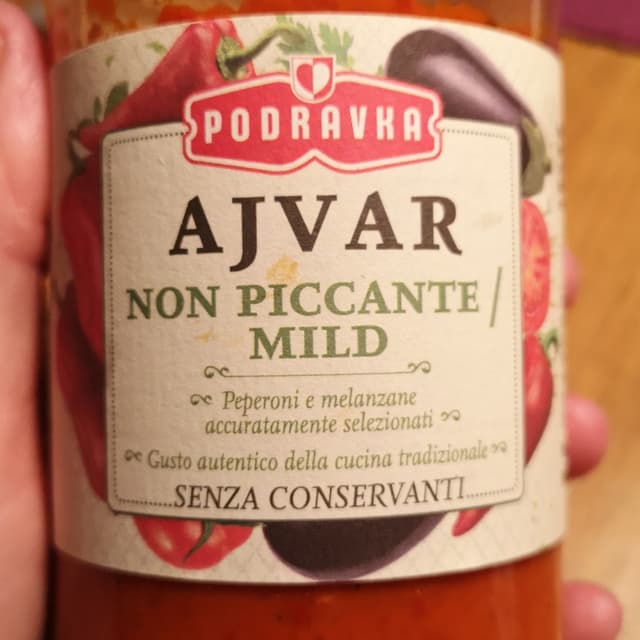 PODRAVKA
AJVAR
NON PICCANTE/
MILD
Peperoni e melanzane
accuratamente selezionati
Gusto autentico della cucina tradizionale
SENZA CONSERVANTI